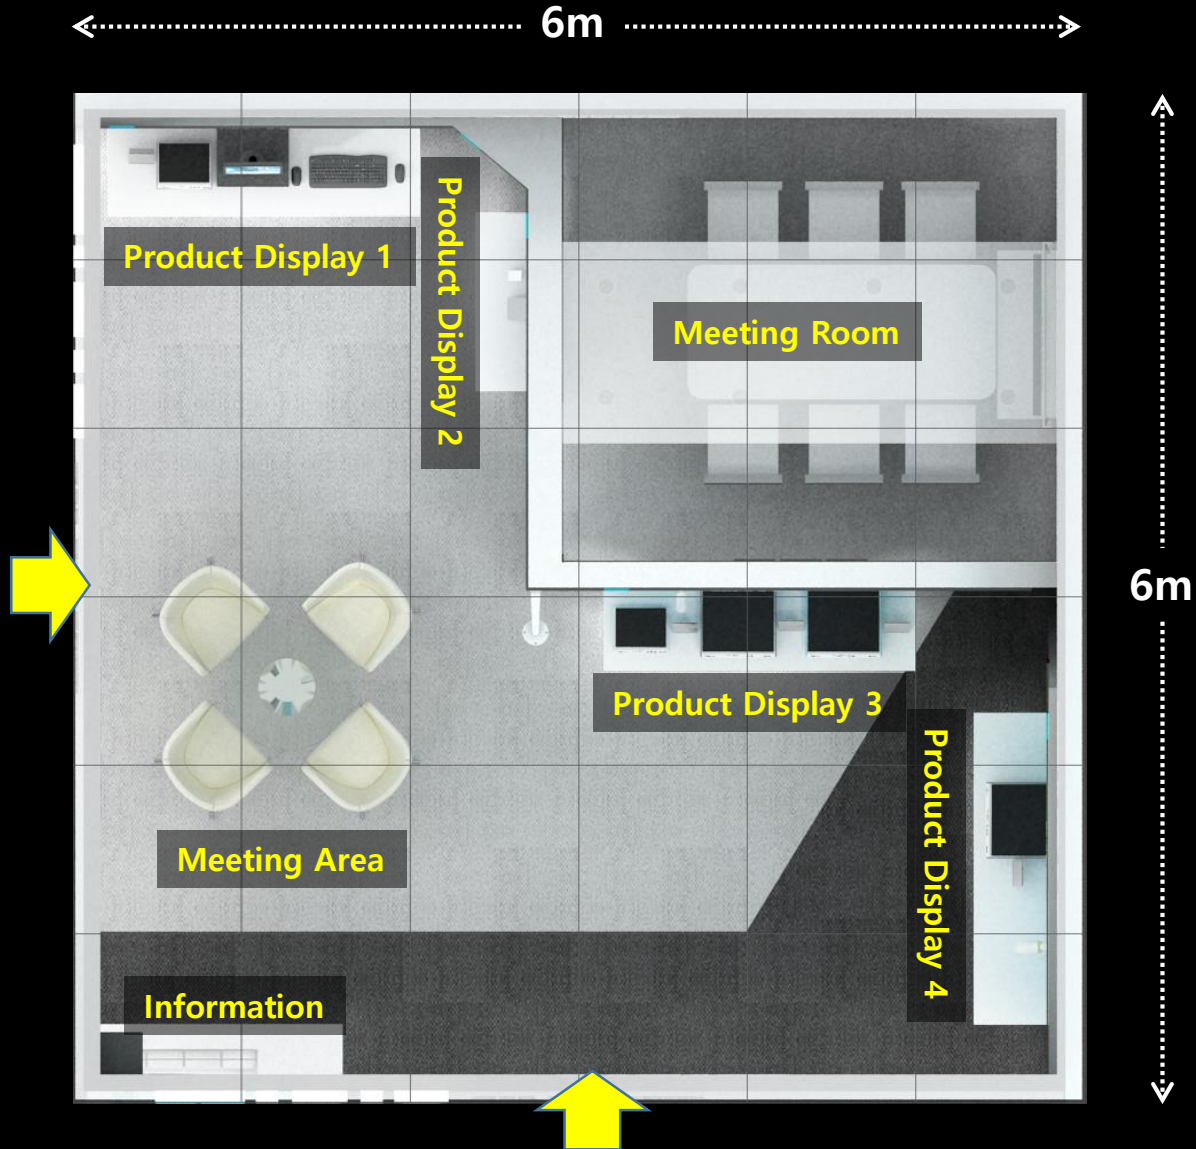 6m
Product Display 1
Product Display 2
Meeting Room
6m
Product Display 3
Product Display 4
Meeting Area
Information